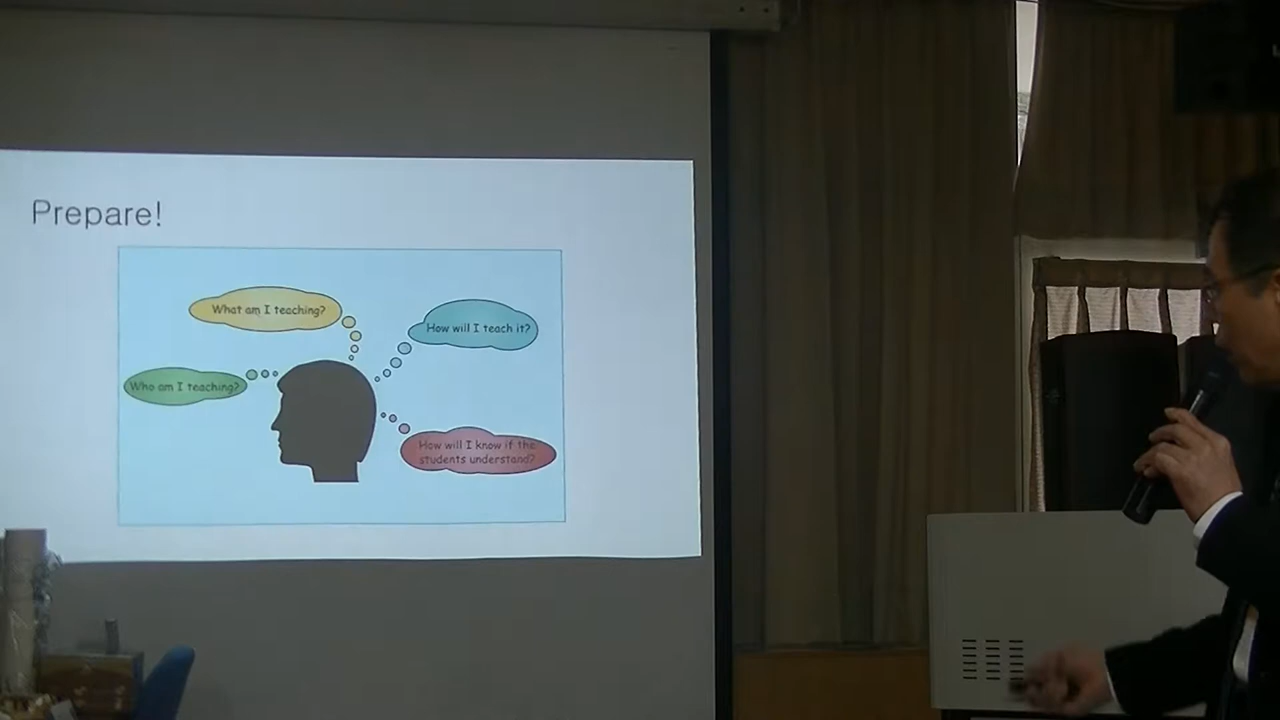 Prepare!
What am I teaching?
How will I teach it?
Who am I teaching?
How will I know if the
students understand?